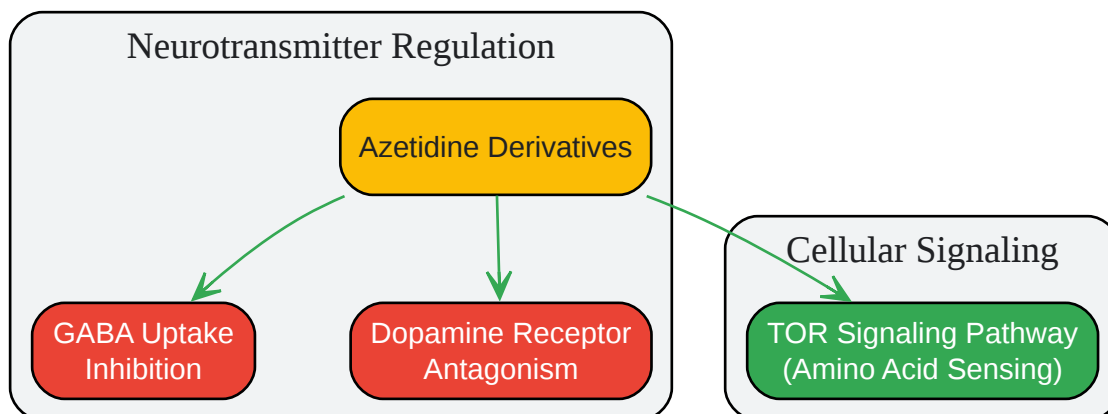 Neurotransmitter Regulation
Azetidine Derivatives
Cellular Signaling
GABA Uptake
Inhibition
Dopamine Receptor
Antagonism
TOR Signaling Pathway
(Amino Acid Sensing)